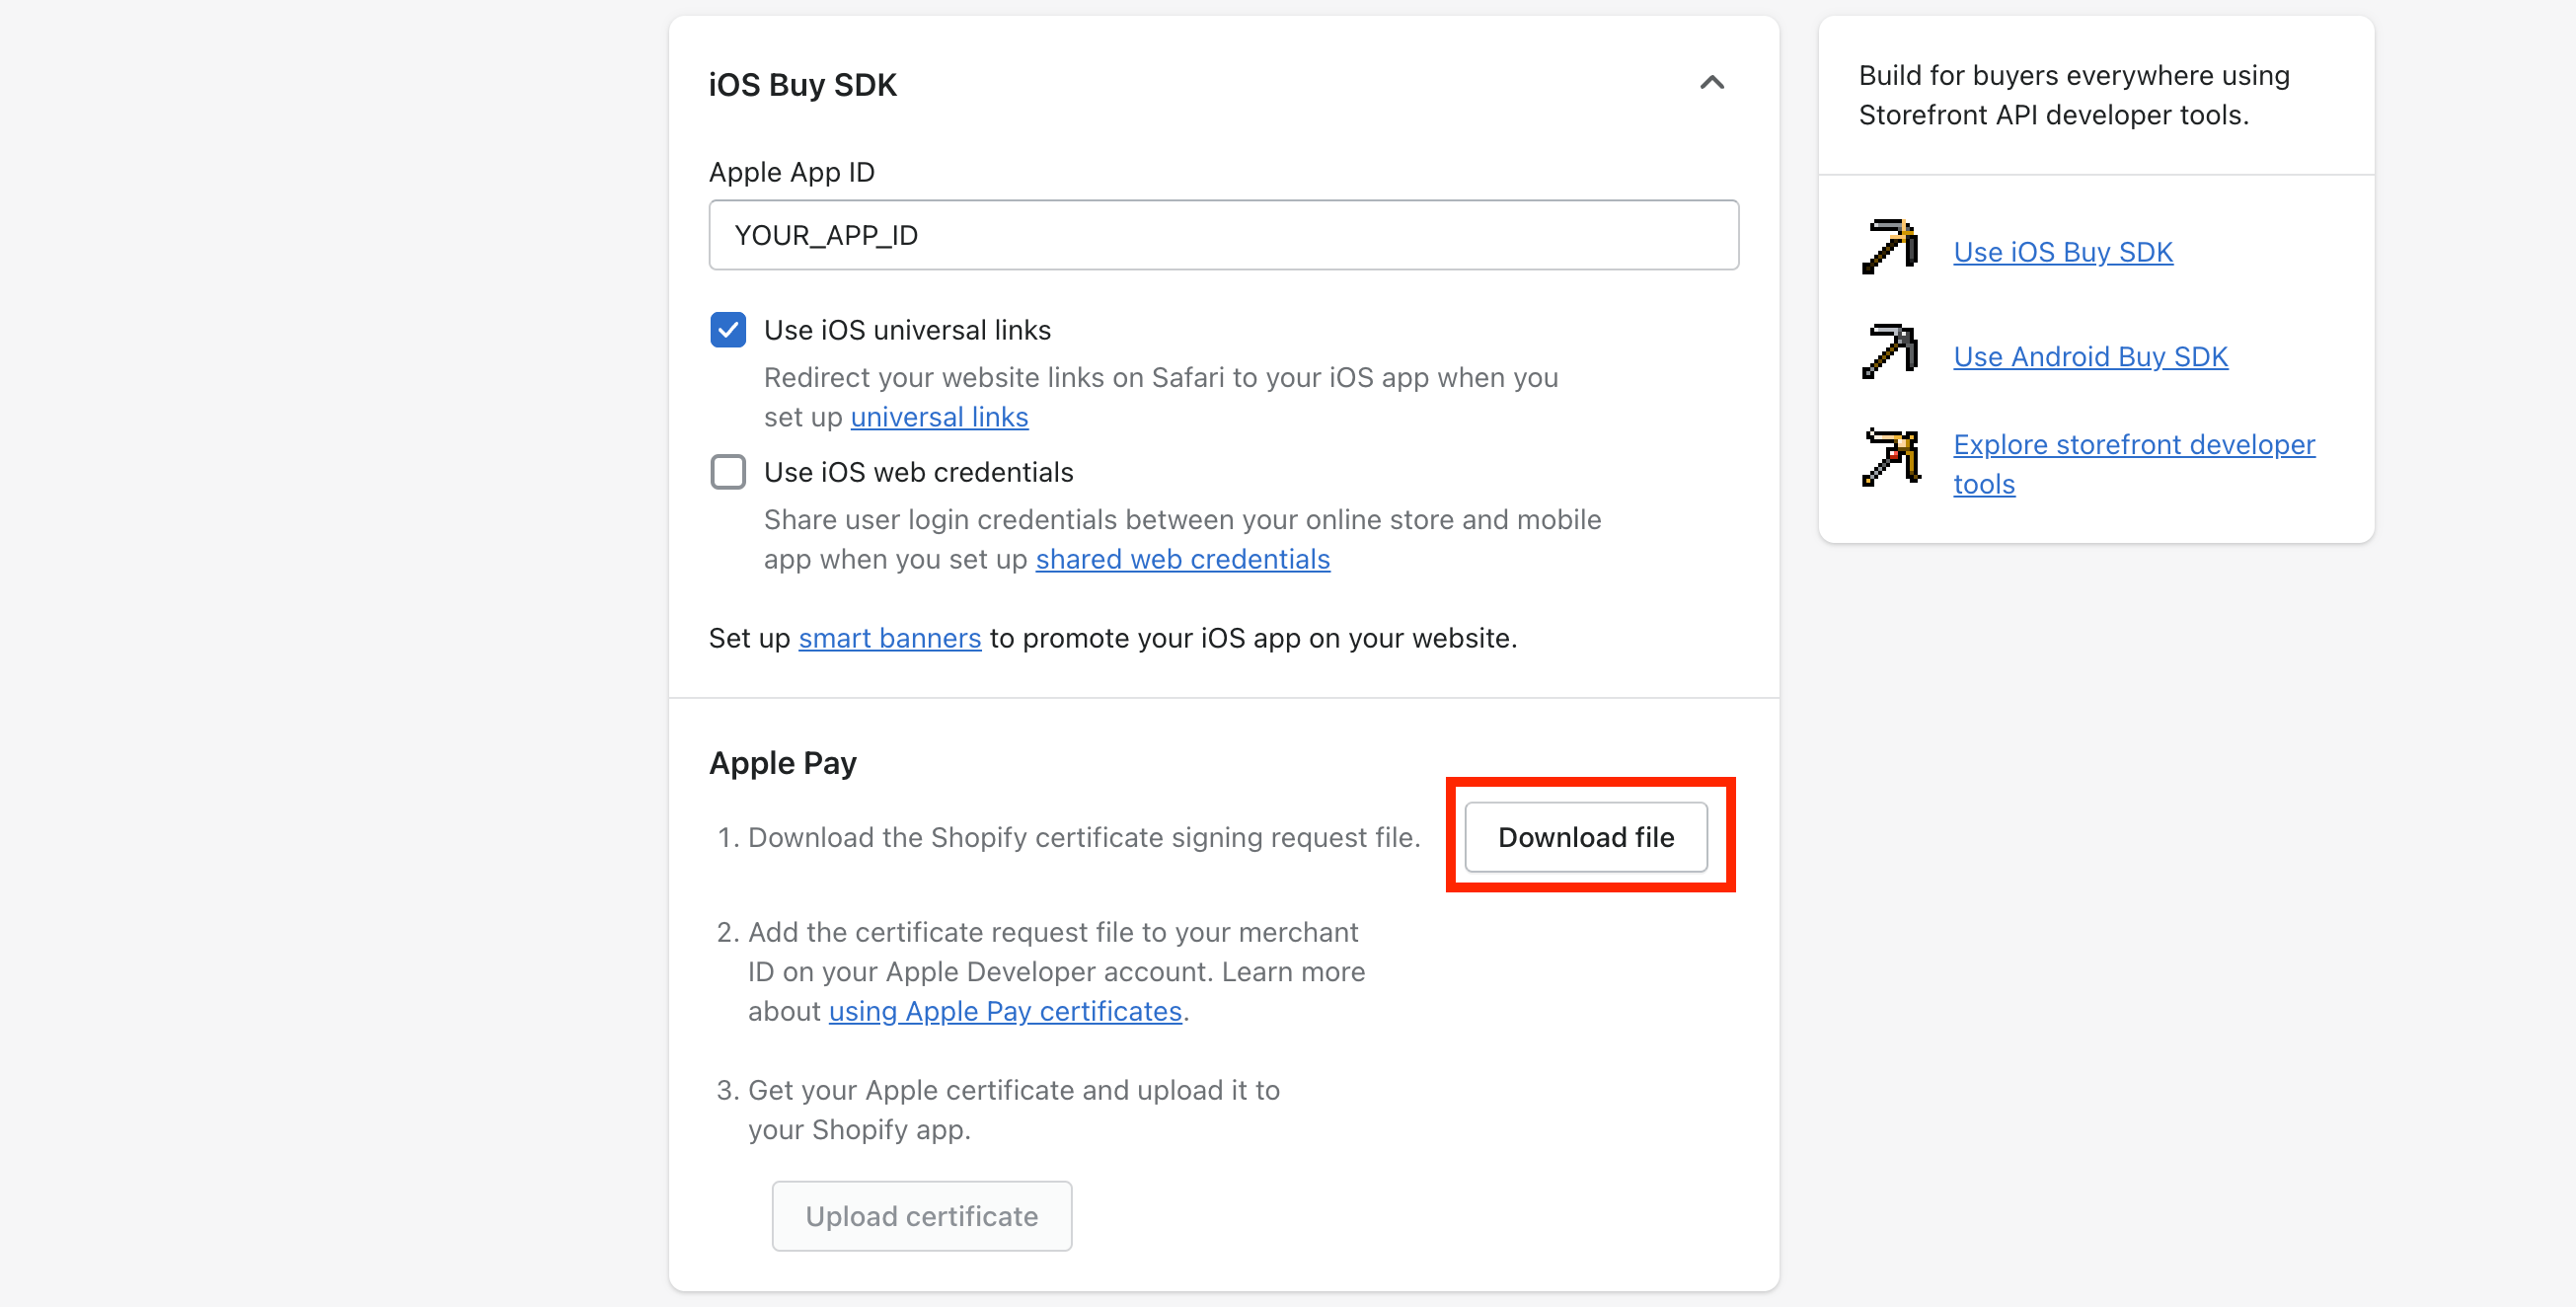 iOS Buy SDK
Apple App ID
YOUR_APP_ID
Use iOS universal links
Redirect your website links on Safari to your iOS app when you
set up universal links
Use iOS web credentials
Share user login credentials between your online store and mobile
app when you set up shared web credentials
Set up smart banners to promote your iOS app on your website.
Apple Pay
1. Download the Shopify certificate signing request file.
Download file
2. Add the certificate request file to your merchant
ID on your Apple Developer account. Learn more
about using Apple Pay certificates.
3. Get your Apple certificate and upload it to
your Shopify app.
Upload certificate
Build for buyers everywhere using
Storefront API developer tools.
Use iOS Buy SDK
Use Android Buy SDK
Explore storefront developer
tools